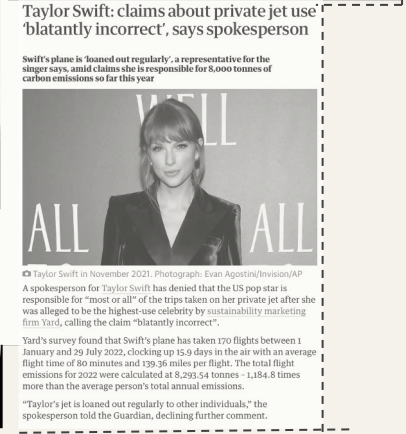 Taylor Swift: claims about private jet use
‘blatantly incorrect’, says spokesperson
Swift’s plane is ‘loaned out regularly’, a representative for the
singer says, amid claims she is responsible for 8,000 tonnes of
carbon emissions so far this year
WELL
ALL
ALL
Taylor Swift in November 2021. Photograph: Evan Agostini/Invision/AP
A spokesperson for Taylor Swift has denied that the US pop star is
responsible for “most or all” of the trips taken on her private jet after she
was alleged to be the highest-use celebrity by sustainability marketing
firm Yard, calling the claim “blatantly incorrect”.
Yard’s survey found that Swift’s plane has taken 170 flights between 1
January and 29 July 2022, clocking up 15.9 days in the air with an average
flight time of 80 minutes and 139.36 miles per flight. The total flight
emissions for 2022 were calculated at 8,293.54 tonnes – 1,184.8 times
more than the average person’s total annual emissions.
“Taylor’s jet is loaned out regularly to other individuals,” the
spokesperson told the Guardian, declining further comment.